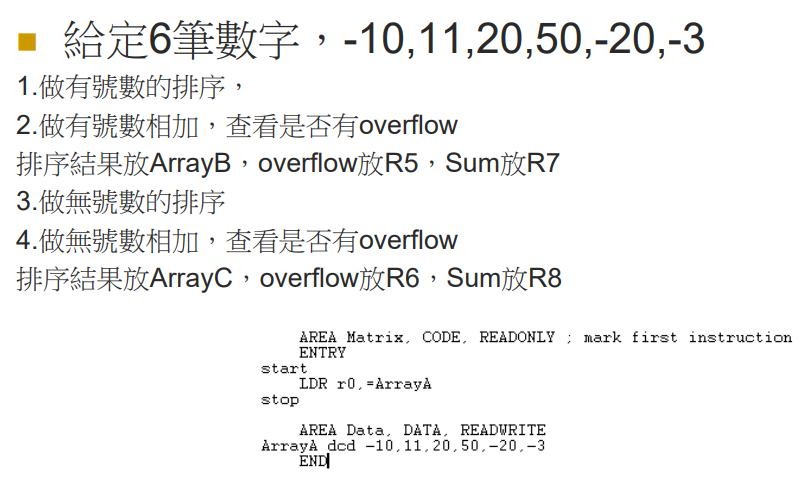 ■ 給定6筆數字，-10,11,20,50,-20,-3
1.做有號數的排序，
2.做有號數相加，查看是否有overflow
排序結果放ArrayB，overflow放R5，Sum放R7
3.做無號數的排序
4.做無號數相加，查看是否有overflow
排序結果放ArrayC，overflow放R6，Sum放R8
AREA Matrix, CODE, READONLY ; mark first instruction
ENTRY
start
LDR r0,=ArrayA
stop
AREA Data, DATA, READWRITE
ArrayA dcd -10,11,20,50,-20,-3
END